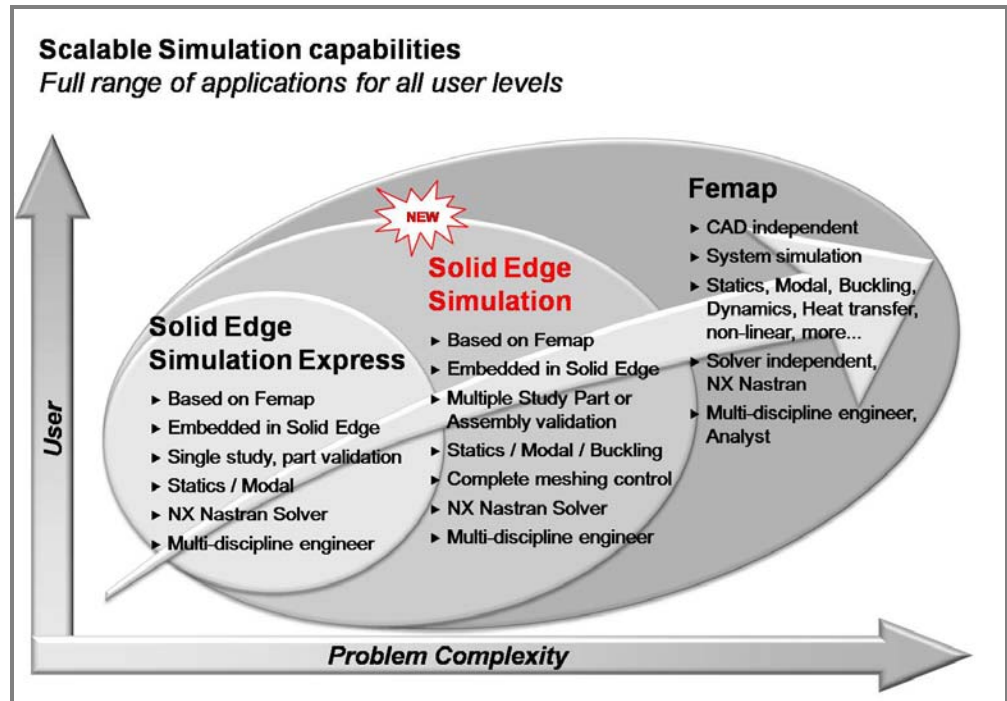 Scalable Simulation capabilities
Full range of applications for all user levels
User
Solid Edge
Simulation Express
▸ Based on Femap
▸ Embedded in Solid Edge
▸ Single study, part validation
▸ Statics / Modal
▸ NX Nastran Solver
▸ Multi-discipline engineer
NEW
Solid Edge
Simulation
▸ Based on Femap
▸ Embedded in Solid Edge
▸ Multiple Study Part or
Assembly validation
▸ Statics / Modal / Buckling
▸ Complete meshing control
▸ NX Nastran Solver
▸ Multi-discipline engineer
Femap
▸ CAD independent
▸ System simulation
▸ Statics, Modal, Buckling,
Dynamics, Heat transfer,
non-linear, more...
▸ Solver independent,
NX Nastran
▸ Multi-discipline engineer,
Analyst
Problem Complexity